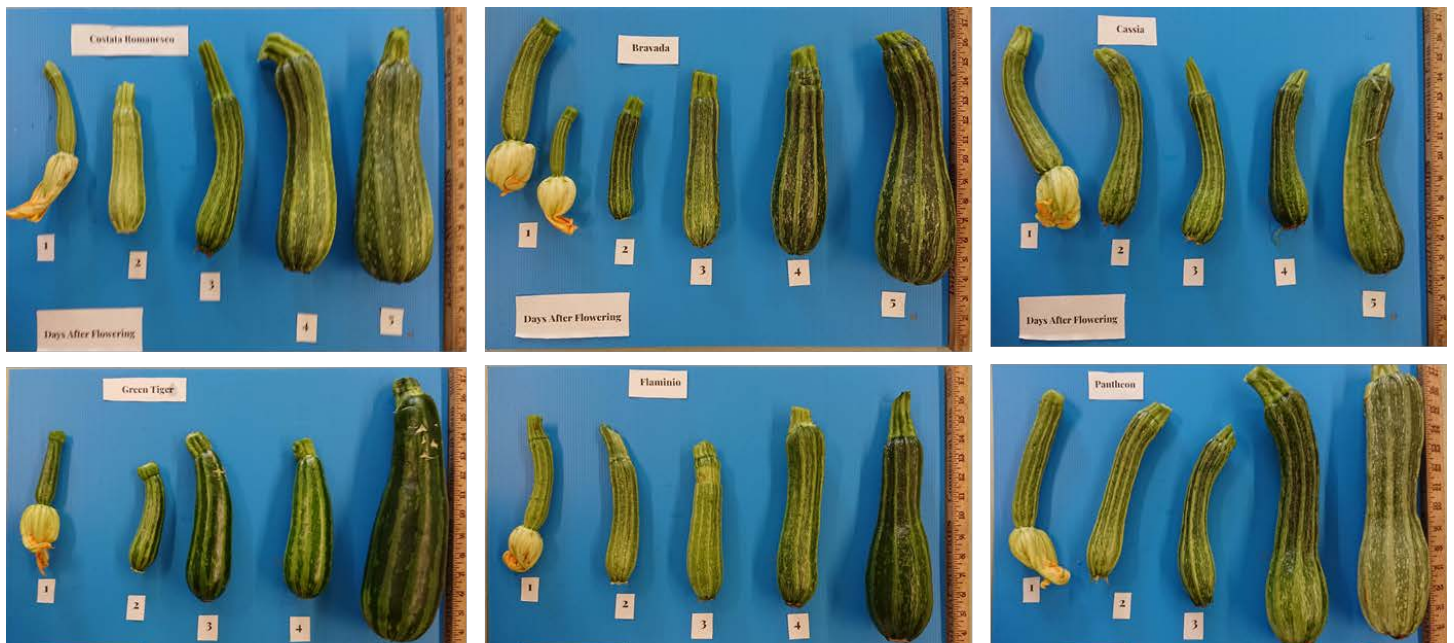 Costata Romanesco
1
2
3
4
5
Days After Flowering
Bravada
1
2
3
4
5
Days After Flowering
Cassia
1
2
3
4
5
Days After Flowering
Green Tiger
1
2
3
4
Flaminio
1
2
3
4
Pantheon
1
2
3